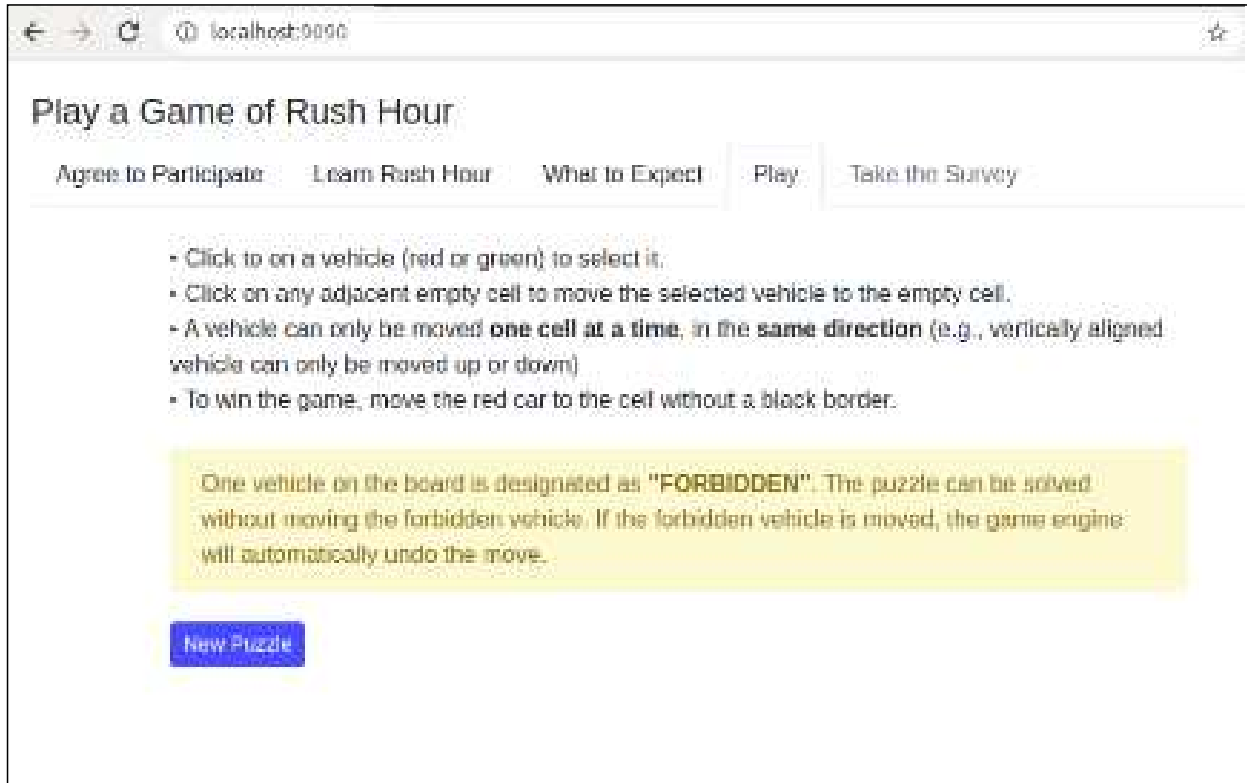 localhost:9090
Play a Game of Rush Hour
Agree to Participate Learn Rush Hour What to Expect Play Take the Survey
• Click to on a vehicle (red or green) to select it.
• Click on any adjacent empty cell to move the selected vehicle to the empty cell.
• A vehicle can only be moved one cell at a time, in the same direction (e.g., vertically aligned
vehicle can only be moved up or down)
• To win the game, move the red car to the cell without a black border.
One vehicle on the board is designated as "FORBIDDEN". The puzzle can be solved
without moving the forbidden vehicle. If the forbidden vehicle is moved, the game engine
will automatically undo the move.
New Puzzle